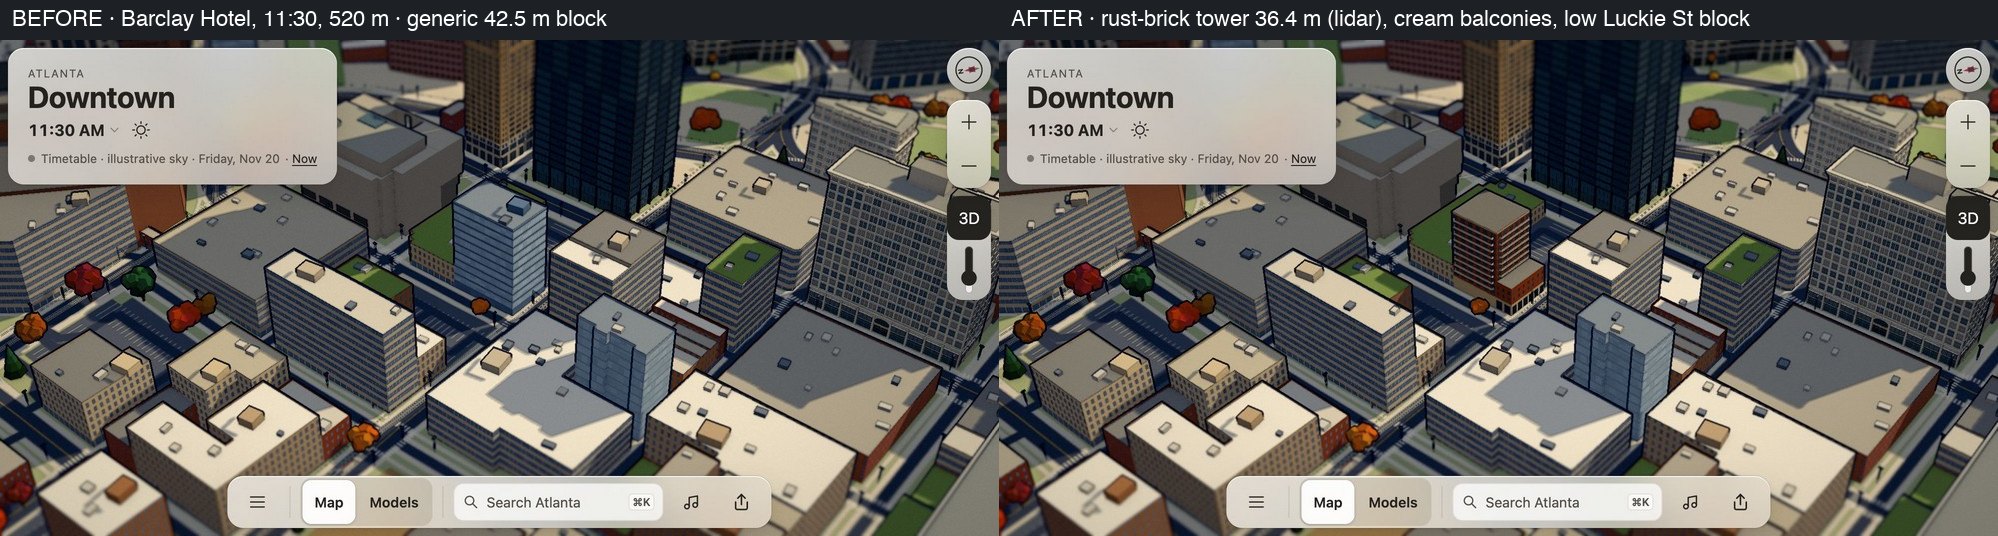 BEFORE · Barclay Hotel, 11:30, 520 m · generic 42.5 m block
ATLANTA
Downtown
11:30 AM
Timetable · illustrative sky · Friday, Nov 20 · Now
Z
3D
Map
Models
Search Atlanta
⌘K
AFTER · rust-brick tower 36.4 m (lidar), cream balconies, low Luckie St block
ATLANTA
Downtown
11:30 AM
Timetable · illustrative sky · Friday, Nov 20 · Now
Z
3D
Map
Models
Search Atlanta
⌘K